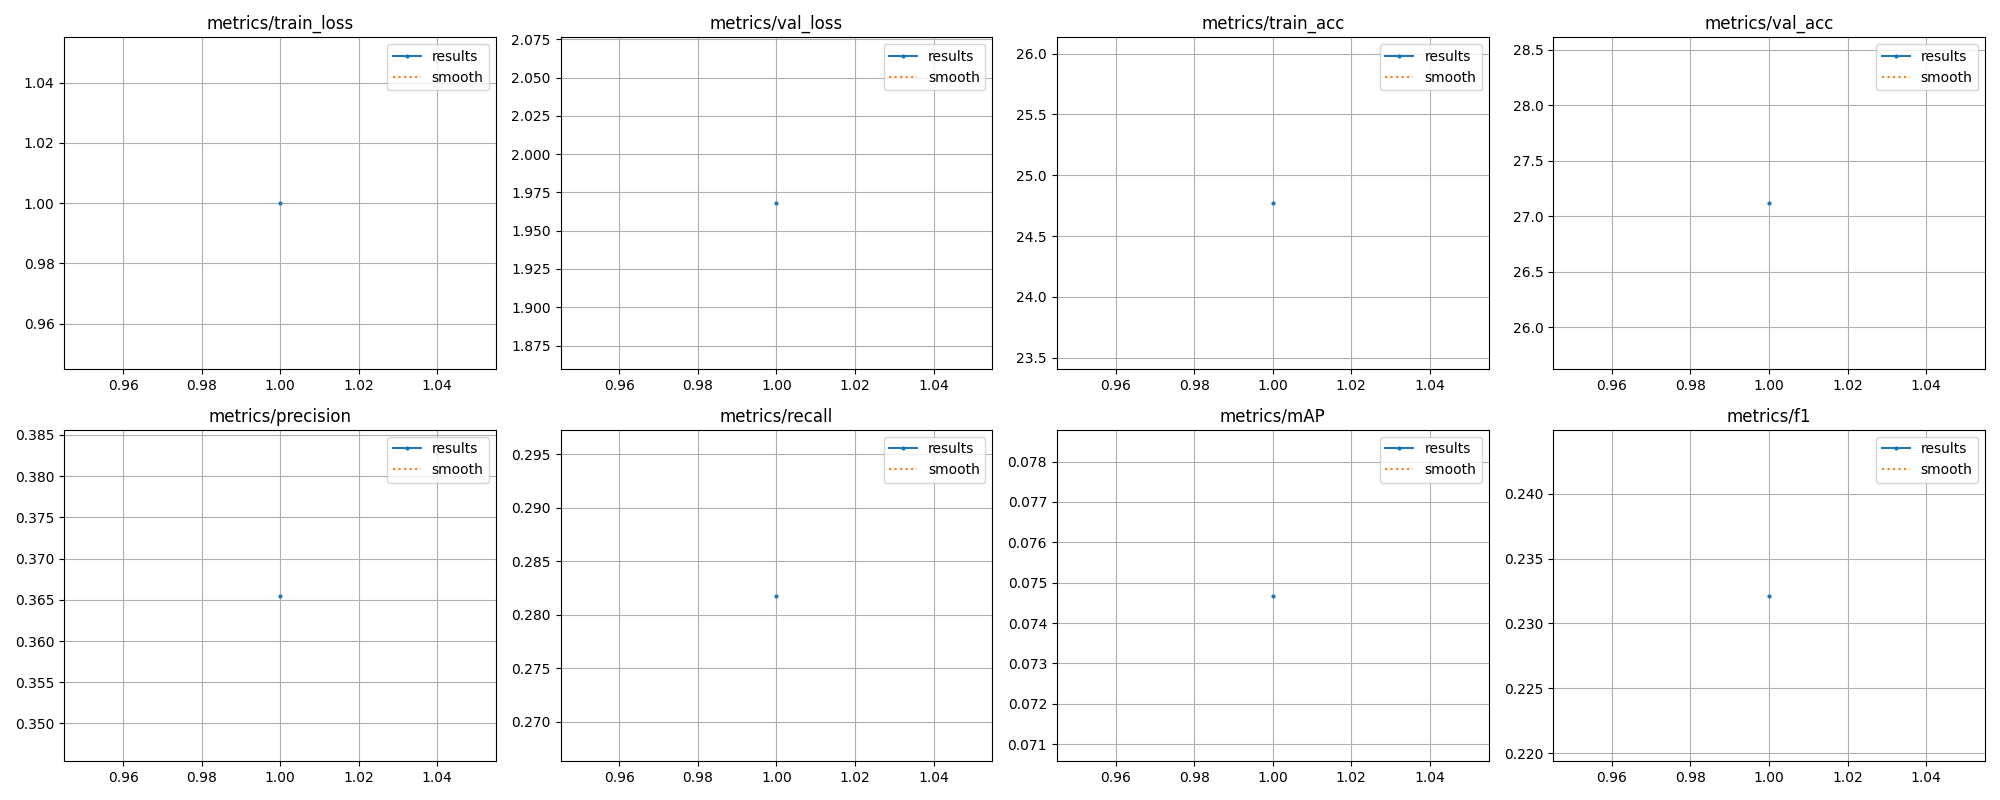 metrics/train_loss
results
smooth
1.04
1.02
1.00
0.98
0.96
0.96 0.98 1.00 1.02 1.04
metrics/val_loss
results
smooth
2.075
2.050
2.025
2.000
1.975
1.950
1.925
1.900
1.875
0.96 0.98 1.00 1.02 1.04
metrics/train_acc
results
smooth
26.0
25.5
25.0
24.5
24.0
23.5
0.96 0.98 1.00 1.02 1.04
metrics/val_acc
results
smooth
28.5
28.0
27.5
27.0
26.5
26.0
0.96 0.98 1.00 1.02 1.04
metrics/precision
results
smooth
0.385
0.380
0.375
0.370
0.365
0.360
0.355
0.350
0.96 0.98 1.00 1.02 1.04
metrics/recall
results
smooth
0.295
0.290
0.285
0.280
0.275
0.270
0.96 0.98 1.00 1.02 1.04
metrics/mAP
results
smooth
0.078
0.077
0.076
0.075
0.074
0.073
0.072
0.071
0.96 0.98 1.00 1.02 1.04
metrics/f1
results
smooth
0.240
0.235
0.230
0.225
0.220
0.96 0.98 1.00 1.02 1.04